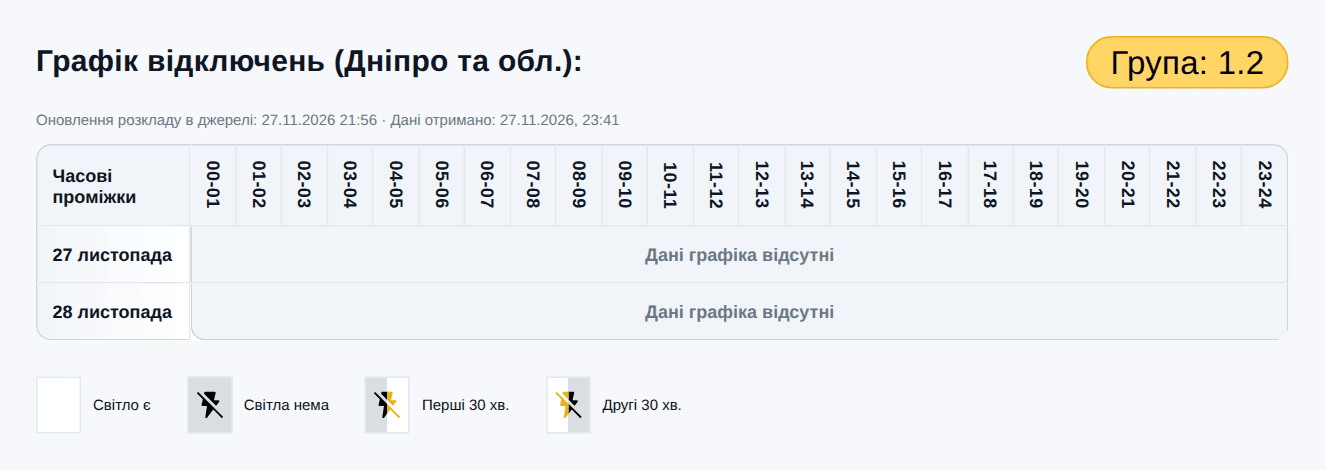 Графік відключень (Дніпро та обл.):
Група: 1.2
Оновлення розкладу в джерелі: 27.11.2026 21:56 · Дані отримано: 27.11.2026, 23:41
Часові
проміжки
00-01 01-02 02-03 03-04 04-05 05-06 06-07 07-08 08-09 09-10 10-11 11-12 12-13 13-14 14-15 15-16 16-17 17-18 18-19 19-20 20-21 21-22 22-23 23-24
27 листопада Дані графіка відсутні
28 листопада Дані графіка відсутні
Світло є Світла нема Перші 30 хв. Другі 30 хв.